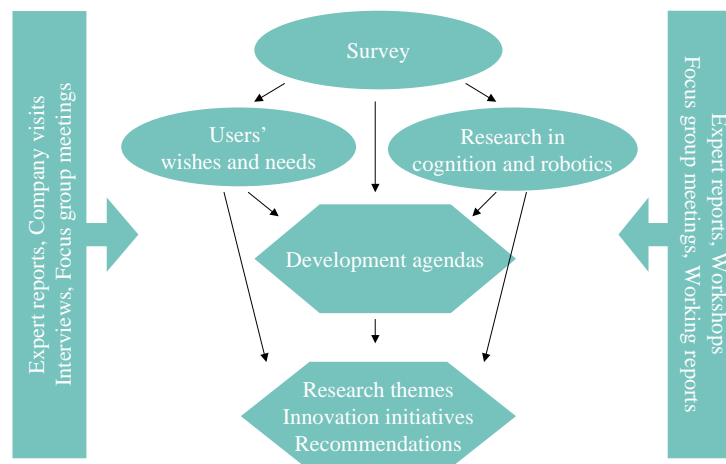 Survey
Users’
wishes and needs
Research in
cognition and robotics
Development agendas
Research themes
Innovation initiatives
Recommendations
Expert reports, Company visits
Interviews, Focus group meetings
Expert reports, Workshops
Focus group meetings, Working reports